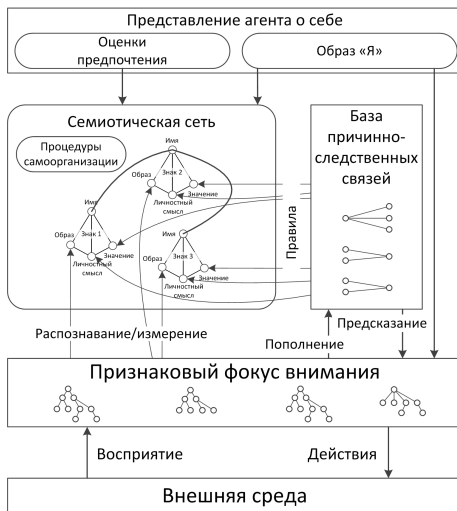 Представление агента о себе
Оценки
предпочтения
Образ «Я»
Семиотическая сеть
Процедуры
самоорганизации
Имя
Образ
Знак 2
Значение
Личностный
смысл
Имя
Образ
Знак 1
Значение
Личностный
смысл
Имя
Образ
Знак 3
Значение
Личностный
смысл
База
причинно-
следственных
связей
Правила
Распознавание/измерение
Пополнение
Предсказание
Признаковый фокус внимания
Восприятие
Действия
Внешняя среда